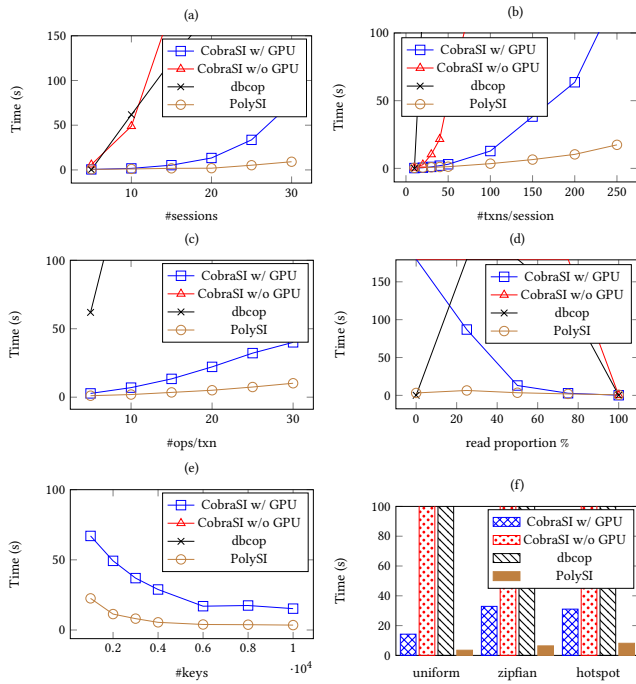 (a)
150
100
50
0
Time (s)
CobraSI w/ GPU
CobraSI w/o GPU
dbcop
PolySI
10
20
30
#sessions
(b)
100
50
0
Time (s)
CobraSI w/ GPU
CobraSI w/o GPU
dbcop
PolySI
0
50
100
150
200
250
#txns/session
(c)
100
50
0
Time (s)
CobraSI w/ GPU
CobraSI w/o GPU
dbcop
PolySI
10
20
30
#ops/txn
(d)
150
100
50
0
Time (s)
CobraSI w/ GPU
CobraSI w/o GPU
dbcop
PolySI
0
20
40
60
80
100
read proportion %
(e)
100
50
0
Time (s)
CobraSI w/ GPU
CobraSI w/o GPU
dbcop
PolySI
0.2
0.4
0.6
0.8
1
·10⁴
#keys
(f)
100
80
60
40
20
0
Time (s)
CobraSI w/ GPU
CobraSI w/o GPU
dbcop
PolySI
uniform
zipfian
hotspot